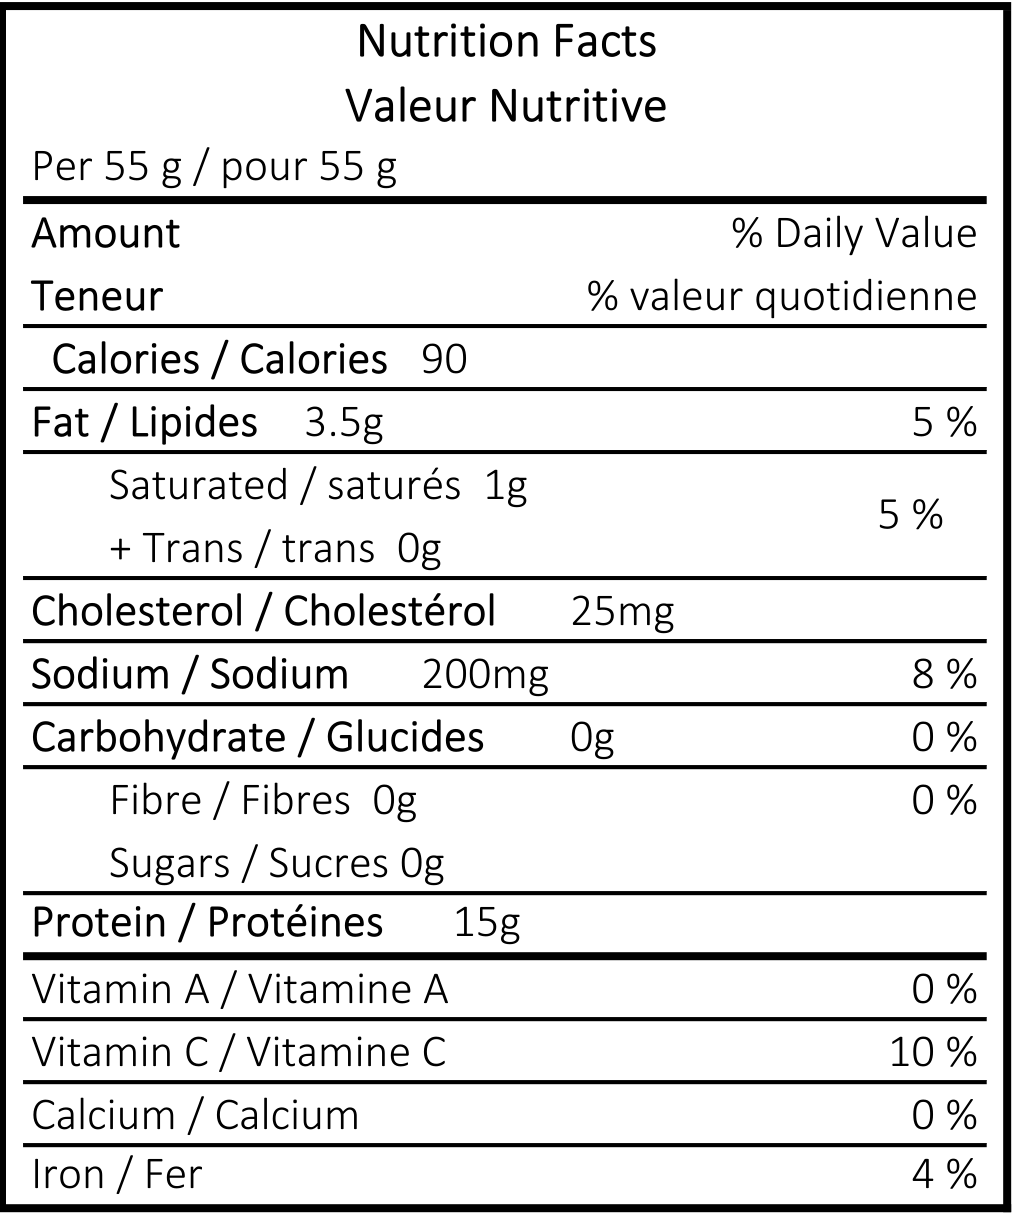 Nutrition Facts
Valeur Nutritive
Per 55 g / pour 55 g
Amount % Daily Value
Teneur % valeur quotidienne
Calories / Calories 90
Fat / Lipides 3.5g 5 %
Saturated / saturés 1g
5 %
+ Trans / trans 0g
Cholesterol / Cholestérol 25mg
Sodium / Sodium 200mg 8 %
Carbohydrate / Glucides 0g 0 %
Fibre / Fibres 0g 0 %
Sugars / Sucres 0g
Protein / Protéines 15g
Vitamin A / Vitamine A 0 %
Vitamin C / Vitamine C 10 %
Calcium / Calcium 0 %
Iron / Fer 4 %